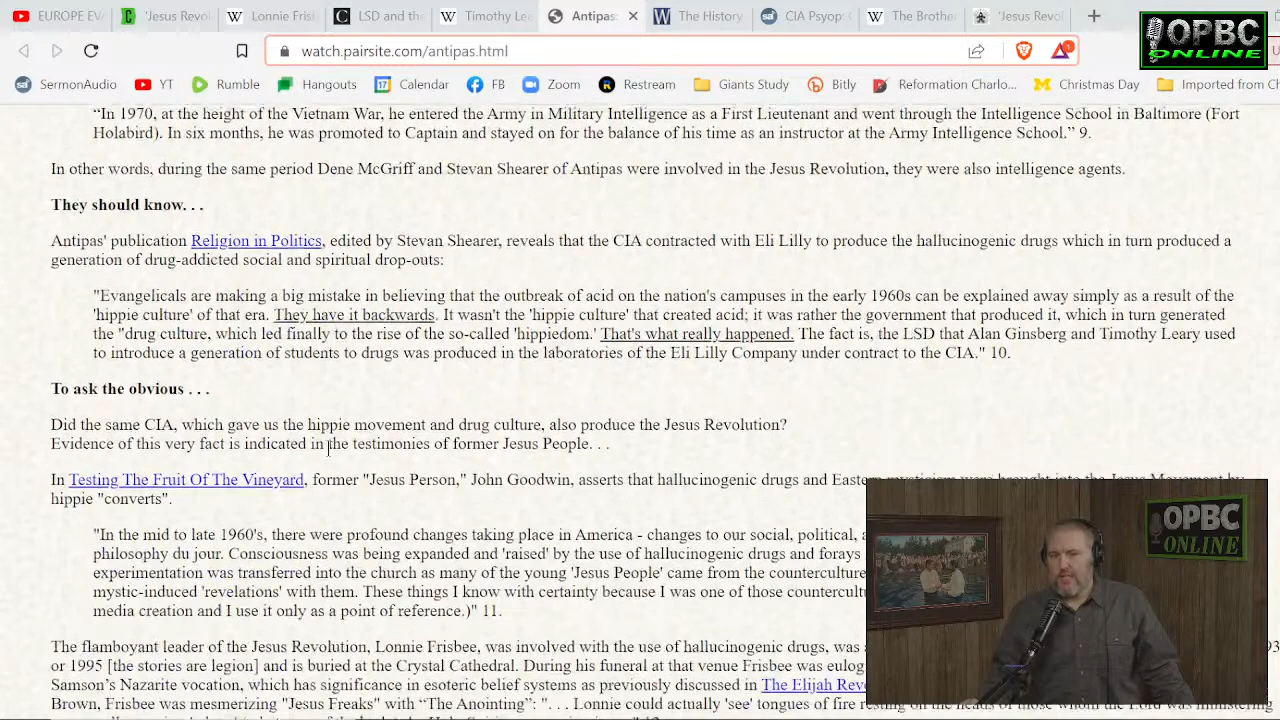 EUROPE EV
'Jesus Revol
Lonnie Frisb
LSD and the
Antipas:
The History
CIA Psyops:
The Brother
'Jesus Revol
OPBC
ONLINE
watch.pairsite.com/antipas.html
1
SermonAudio YT Rumble Hangouts 17 Calendar FB Zoom Restream Giants Study Bitly Reformation Charlo... Christmas Day Imported from C
“In 1970, at the height of the Vietnam War, he entered the Army in Military Intelligence as a First Lieutenant and went through the Intelligence School in Baltimore (Fort
Holabird). In six months, he was promoted to Captain and stayed on for the balance of his time as an instructor at the Army Intelligence School.” 9.
In other words, during the same period Dene McGriff and Stevan Shearer of Antipas were involved in the Jesus Revolution, they were also intelligence agents.
They should know. . .
Antipas' publication Religion in Politics, edited by Stevan Shearer, reveals that the CIA contracted with Eli Lilly to produce the hallucinogenic drugs which in turn produced a
generation of drug-addicted social and spiritual drop-outs:
"Evangelicals are making a big mistake in believing that the outbreak of acid on the nation's campuses in the early 1960s can be explained away simply as a result of the
'hippie culture' of that era. They have it backwards. It wasn't the 'hippie culture' that created acid; it was rather the government that produced it, which in turn generated
the "drug culture, which led finally to the rise of the so-called 'hippiedom.' That's what really happened. The fact is, the LSD that Alan Ginsberg and Timothy Leary used
to introduce a generation of students to drugs was produced in the laboratories of the Eli Lilly Company under contract to the CIA." 10.
To ask the obvious . . .
Did the same CIA, which gave us the hippie movement and drug culture, also produce the Jesus Revolution?
Evidence of this very fact is indicated in the testimonies of former Jesus People. . .
In Testing The Fruit Of The Vineyard, former "Jesus Person," John Goodwin, asserts that hallucinogenic drugs and Eastern mysticism were brought into the Jesus Movement by
hippie "converts".
"In the mid to late 1960's, there were profound changes taking place in America - changes to our social, political,
philosophy du jour. Consciousness was being expanded and 'raised' by the use of hallucinogenic drugs and forays
experimentation was transferred into the church as many of the young 'Jesus People' came from the counterculture
mystic-induced 'revelations' with them. These things I know with certainty because I was one of those countercultu
media creation and I use it only as a point of reference.)" 11.
The flamboyant leader of the Jesus Revolution, Lonnie Frisbee, was involved with the use of hallucinogenic drugs, was
or 1995 [the stories are legion] and is buried at the Crystal Cathedral. During his funeral at that venue Frisbee was eulog
Samson’s Nazarite vocation, which has significance in esoteric belief systems as previously discussed in The Elijah Revo
Brown, Frisbee was mesmerizing "Jesus Freaks" with “The Anointing”: ". . . Lonnie could actually 'see' tongues of fire resting on the heads of those whom the Lord was ministering
OPBC
ONLINE